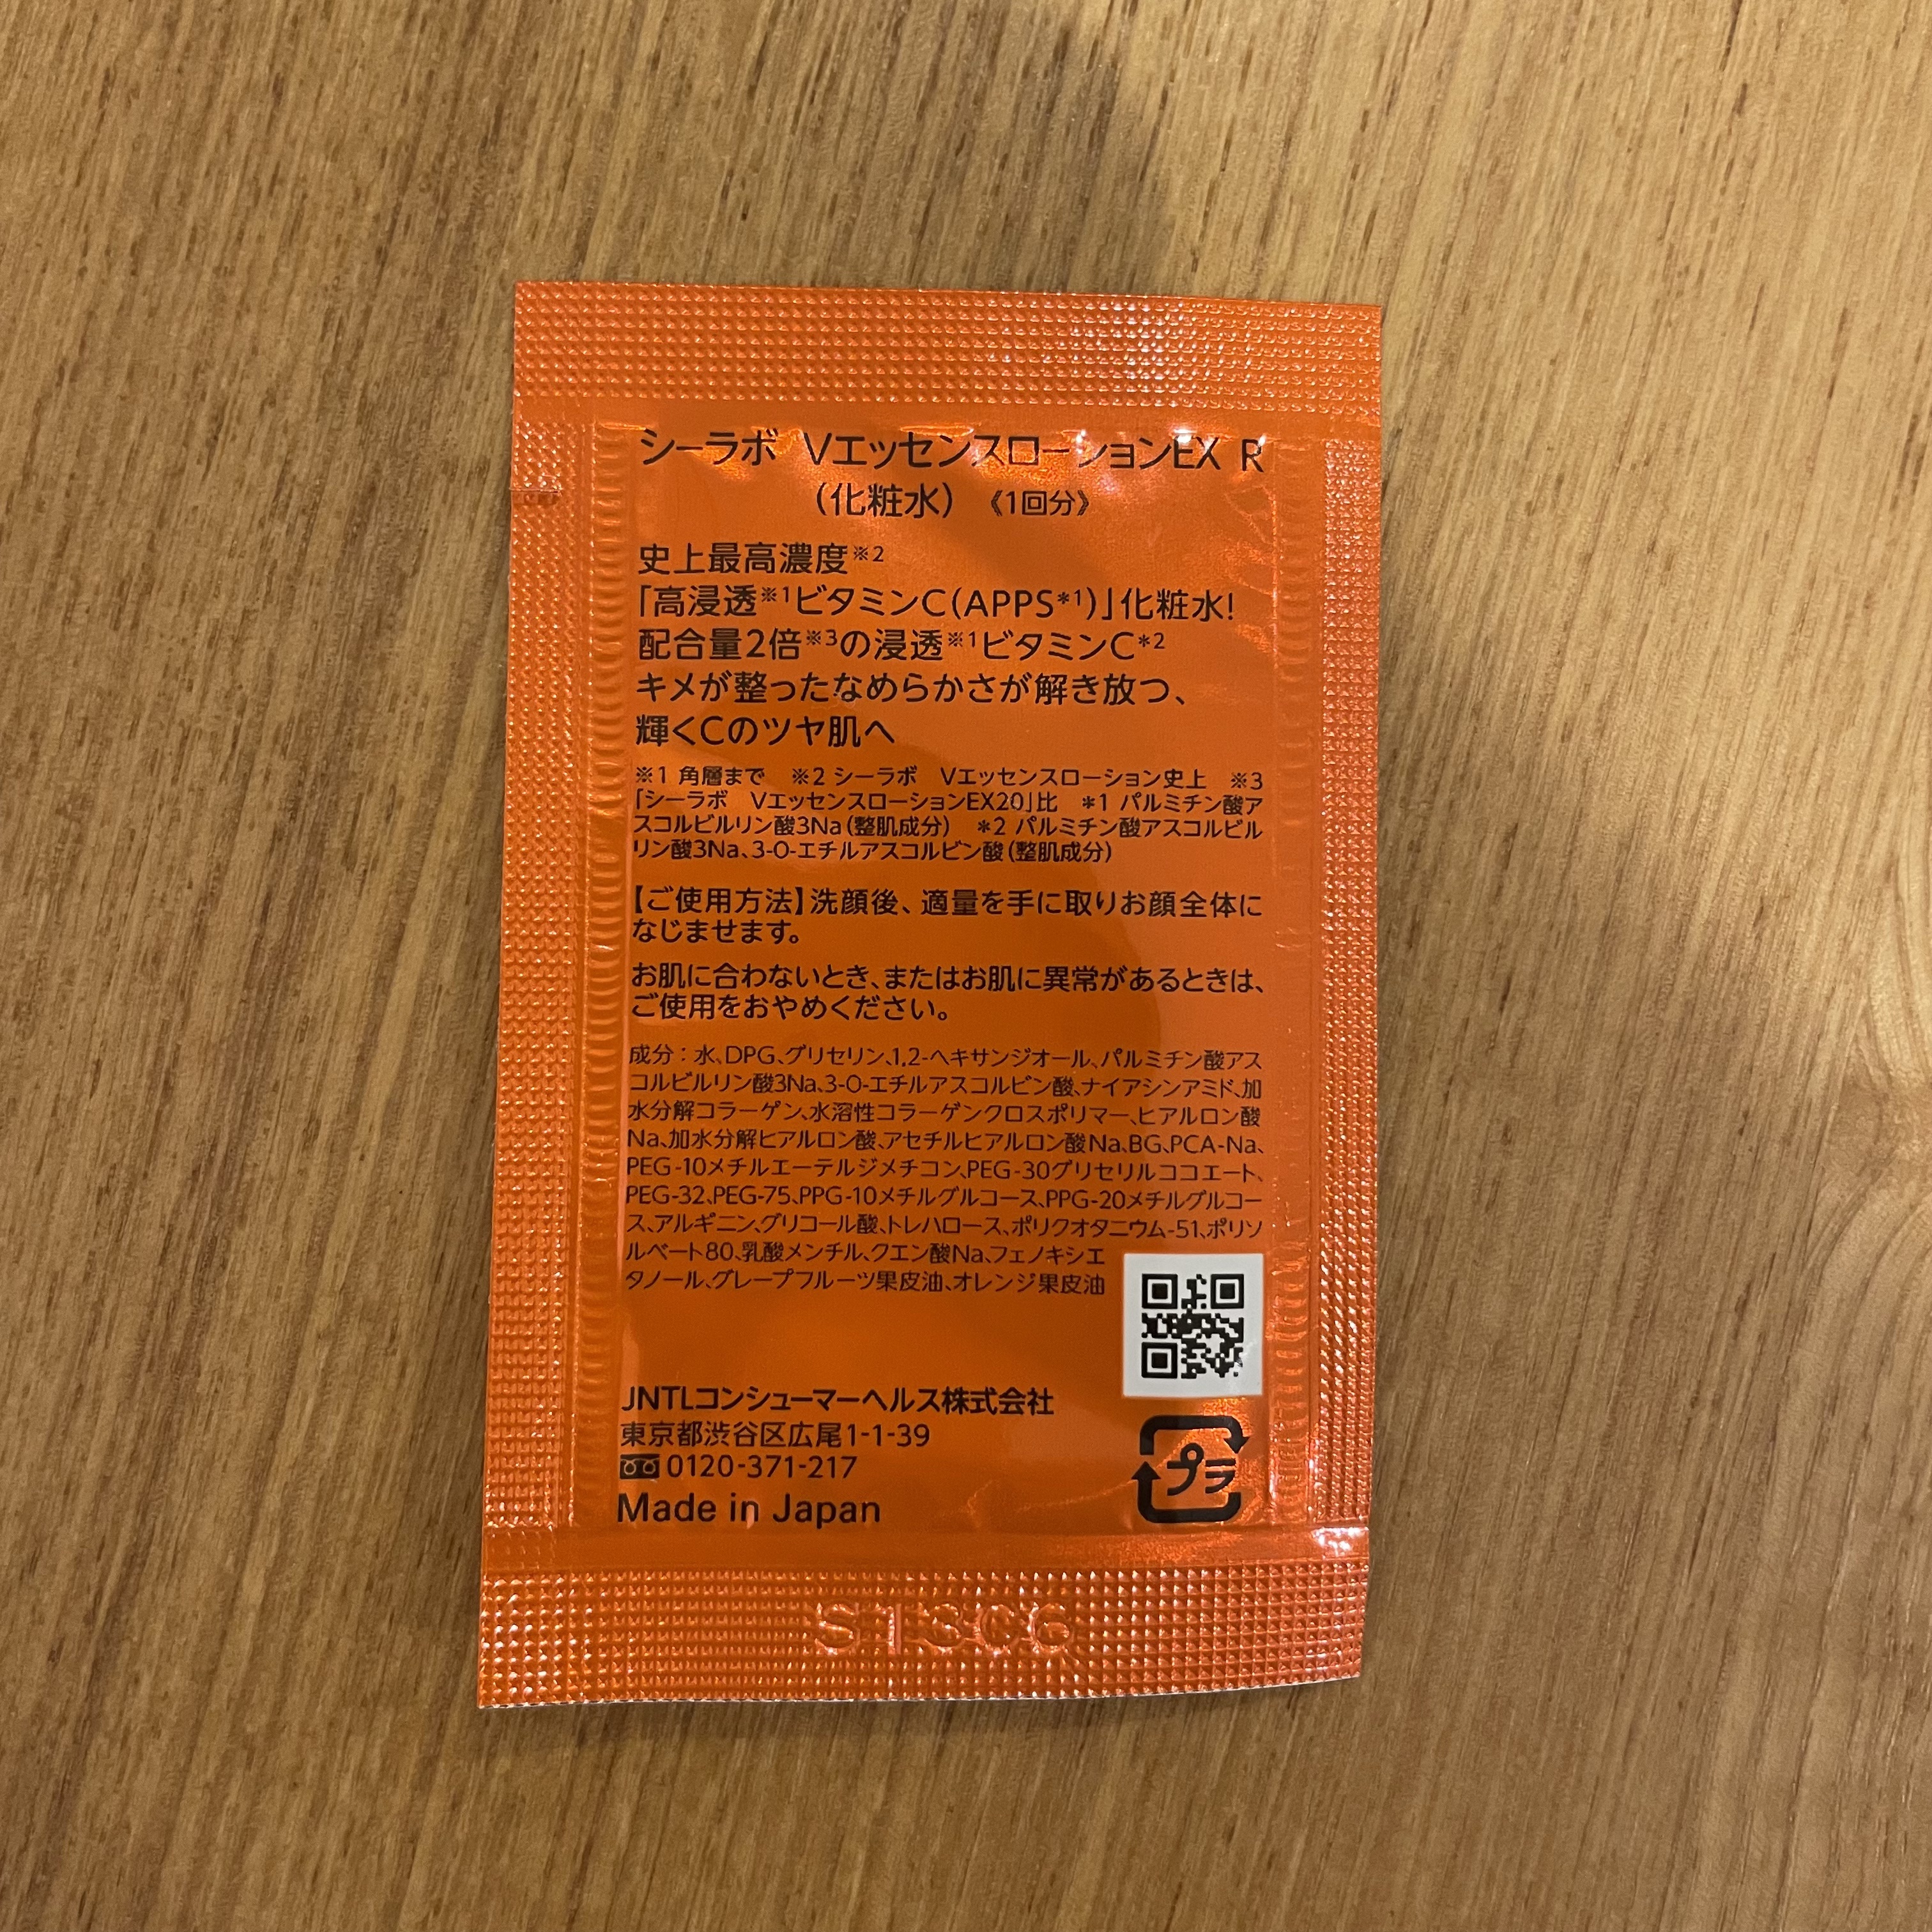 シーラボ VエッセンスローションEX R
(化粧水) 《1回分》
史上最高濃度※2
「高浸透※1ビタミンC(APPS*1)」化粧水!
配合量2倍※3の浸透※1ビタミンC*2
キメが整ったなめらかさが解き放つ、
輝くCのツヤ肌へ
※1 角層まで ※2 シーラボ Vエッセンスローション史上 ※3
「シーラボ VエッセンスローションEX20」比 *1 パルミチン酸ア
スコルビルリン酸3Na(整肌成分) *2 パルミチン酸アスコルビル
リン酸3Na、3-O-エチルアスコルビン酸(整肌成分)
【ご使用方法】洗顔後、適量を手に取りお顔全体に
なじませます。
お肌に合わないとき、またはお肌に異常があるときは、
ご使用をおやめください。
成分:水、DPG、グリセリン、1,2-ヘキサンジオール、パルミチン酸アス
コルビルリン酸3Na、3-O-エチルアスコルビン酸、ナイアシンアミド、加
水分解コラーゲン、水溶性コラーゲンクロスポリマー、ヒアルロン酸
Na、加水分解ヒアルロン酸、アセチルヒアルロン酸Na、BG、PCA-Na、
PEG-10メチルエーテルジメチコン、PEG-30グリセリルココエート、
PEG-32、PEG-75、PPG-10メチルグルコース、PPG-20メチルグルコー
ス、アルギニン、グリコール酸、トレハロース、ポリクオタニウム-51、ポリソ
ルベート80、乳酸メンチル、クエン酸Na、フェノキシエ
タノール、グレープフルーツ果皮油、オレンジ果皮油
JNTLコンシューマーヘルス株式会社
東京都渋谷区広尾1-1-39
0120-371-217
Made in Japan
プラ
S13C6